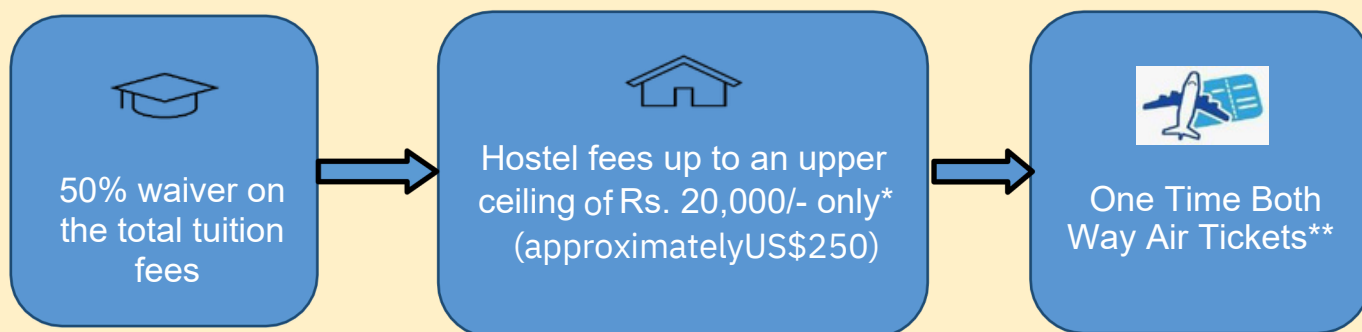 50% waiver on
the total tuition
fees
Hostel fees up to an upper
ceiling of Rs. 20,000/- only*
(approximatelyUS$250)
One Time Both
Way Air Tickets**